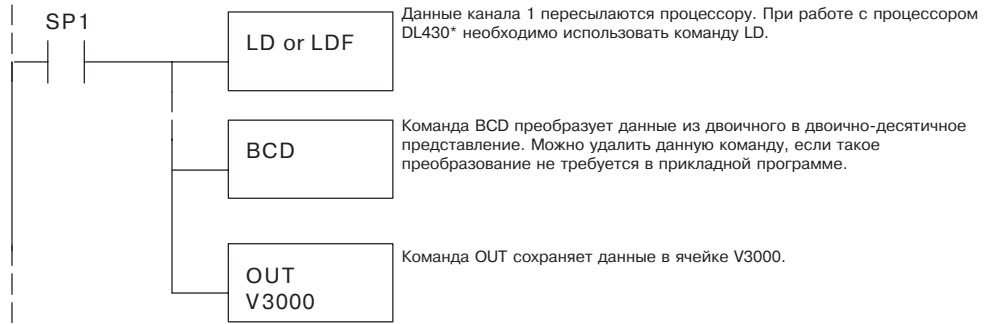 SP1
LD or LDF
Данные канала 1 пересылаются процессору. При работе с процессором
DL430* необходимо использовать команду LD.
BCD
Команда BCD преобразует данные из двоичного в двоично-десятичное
представление. Можно удалить данную команду, если такое
преобразование не требуется в прикладной программе.
OUT
V3000
Команда OUT сохраняет данные в ячейке V3000.